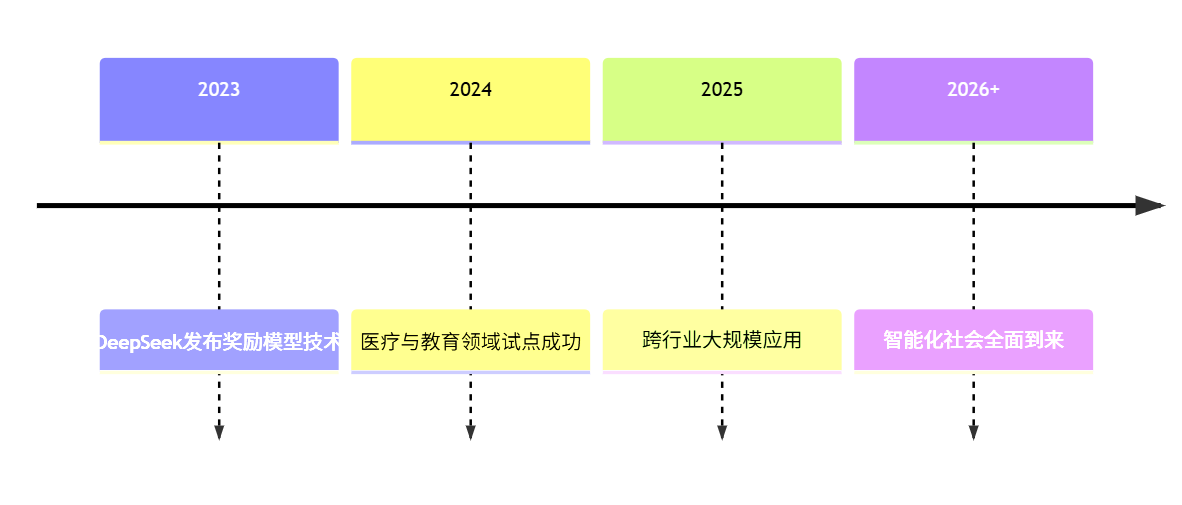 2023
2024
2025
2026+
DeepSeek发布奖励模型技术
医疗与教育领域试点成功
跨行业大规模应用
智能化社会全面到来